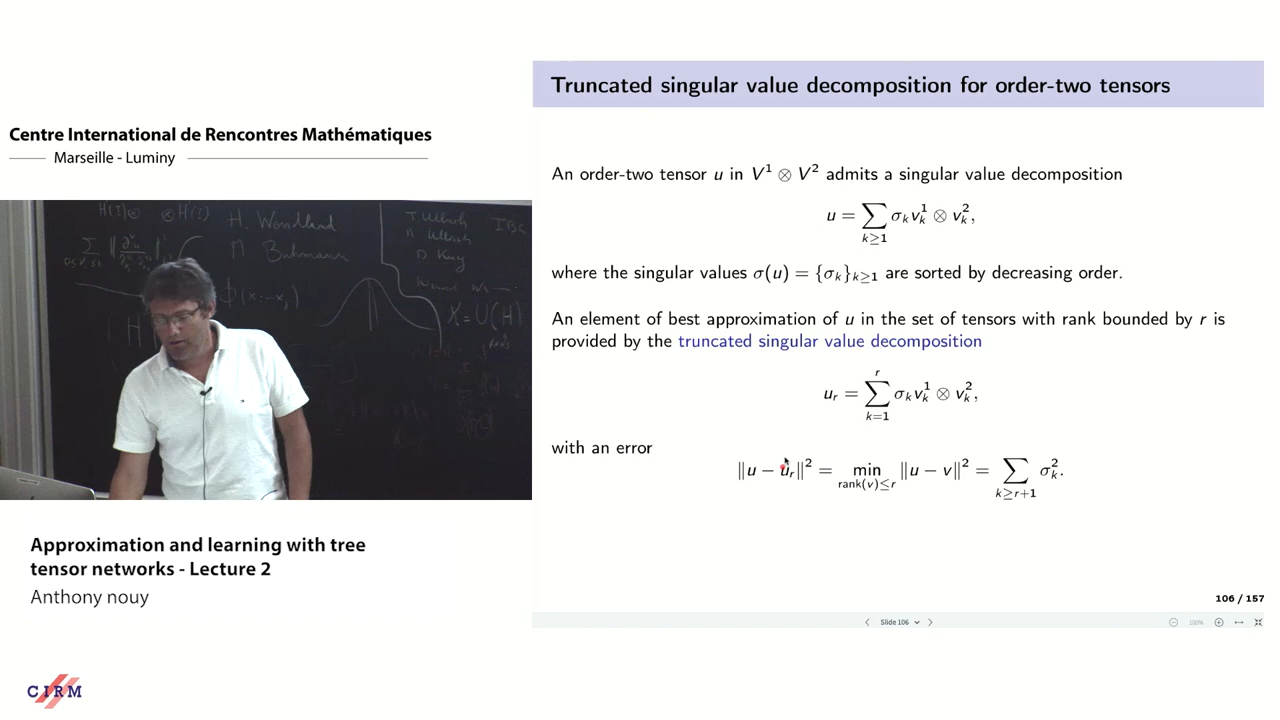 Centre International de Rencontres Mathématiques
Marseille - Luminy
H. Wendland
Approximation and learning with tree
tensor networks - Lecture 2
Anthony nouy
CIRM
Truncated singular value decomposition for order-two tensors
An order-two tensor u in V¹ ⊗ V² admits a singular value decomposition
u = ∑_{k≥1} σ_k v_k^1 ⊗ v_k^2,
where the singular values σ(u) = {σ_k}_{k≥1} are sorted by decreasing order.
An element of best approximation of u in the set of tensors with rank bounded by r is
provided by the truncated singular value decomposition
u_r = ∑_{k=1}^{r} σ_k v_k^1 ⊗ v_k^2,
with an error
‖u − u_r‖² = min_{rank(v)≤r} ‖u − v‖² = ∑_{k≥r+1} σ_k^2.
106 / 157
Slide 106
100%